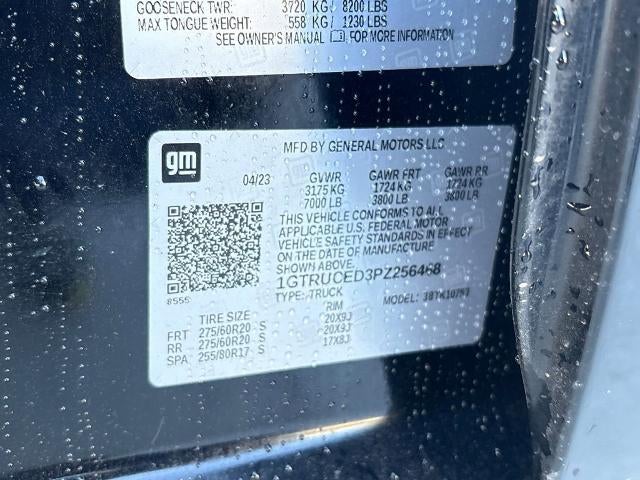 GOOSENECK TWR: 3720 KG / 8200 LBS
MAX TONGUE WEIGHT: 558 KG / 1230 LBS
SEE OWNER'S MANUAL FOR MORE INFORMATION
gm
MFD BY GENERAL MOTORS LLC
04/23 GVWR GAWR FRT GAWR RR
3175 KG 1724 KG 1724 KG
7000 LB 3800 LB 3800 LB
THIS VEHICLE CONFORMS TO ALL
APPLICABLE U.S. FEDERAL MOTOR
VEHICLE SAFETY STANDARDS IN EFFECT
ON THE DATE OF MANUFACTURE
1GTRUCED3PZ256468
8555
TYPE: TRUCK MODEL:
TIRE SIZE RIM
FRT 275/60R20 S 20X9J
RR 275/60R20 S 20X9J
SPA 255/80R17 S 17X8J